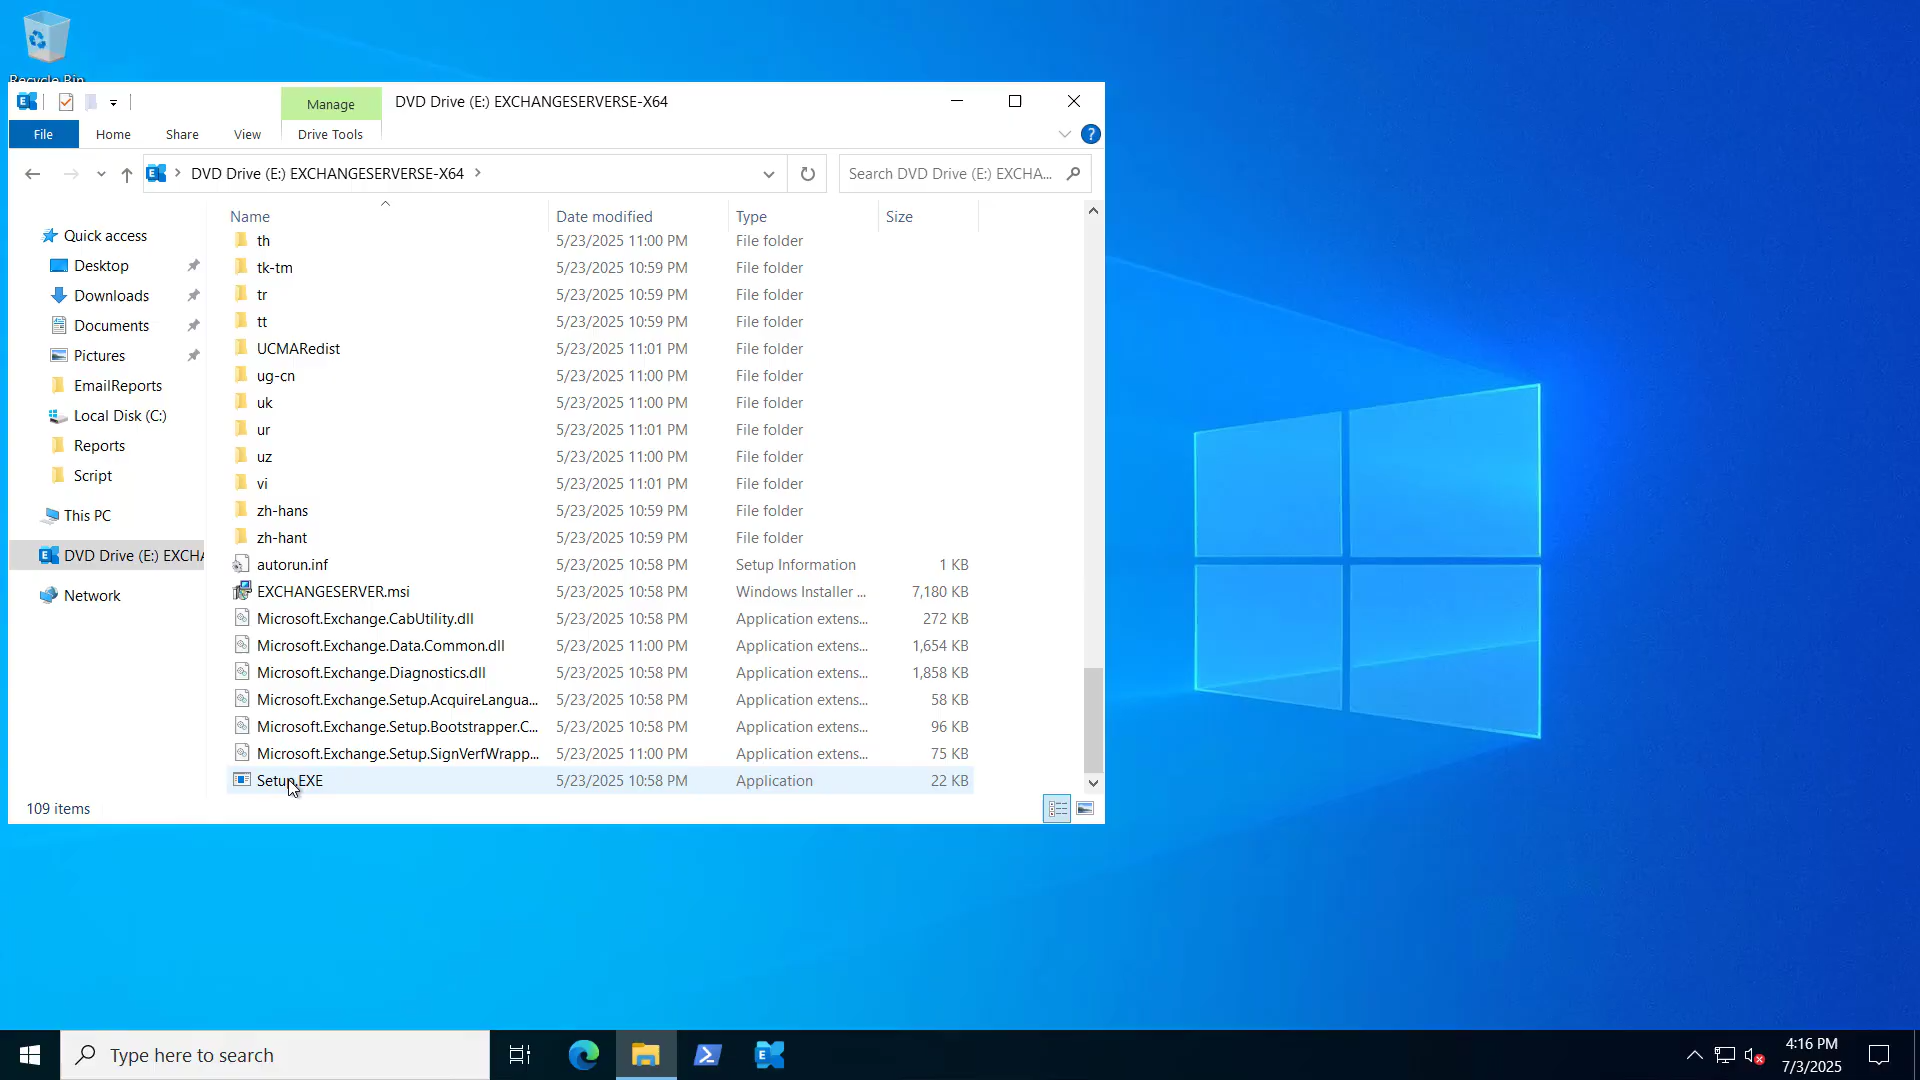 Recycle Bin
Manage
DVD Drive (E:) EXCHANGESERVERSE-X64
File
Home
Share
View
Drive Tools
DVD Drive (E:) EXCHANGESERVERSE-X64
Search DVD Drive (E:) EXCHA...
Name
Date modified
Type
Size
Quick access
Desktop
Downloads
Documents
Pictures
EmailReports
Local Disk (C:)
Reports
Script
This PC
DVD Drive (E:) EXCHA
Network
th 5/23/2025 11:00 PM File folder
tk-tm 5/23/2025 10:59 PM File folder
tr 5/23/2025 10:59 PM File folder
tt 5/23/2025 10:59 PM File folder
UCMARedist 5/23/2025 11:01 PM File folder
ug-cn 5/23/2025 11:00 PM File folder
uk 5/23/2025 11:00 PM File folder
ur 5/23/2025 11:01 PM File folder
uz 5/23/2025 11:00 PM File folder
vi 5/23/2025 11:01 PM File folder
zh-hans 5/23/2025 10:59 PM File folder
zh-hant 5/23/2025 10:59 PM File folder
autorun.inf 5/23/2025 10:58 PM Setup Information 1 KB
EXCHANGESERVER.msi 5/23/2025 10:58 PM Windows Installer ... 7,180 KB
Microsoft.Exchange.CabUtility.dll 5/23/2025 10:58 PM Application extens... 272 KB
Microsoft.Exchange.Data.Common.dll 5/23/2025 11:00 PM Application extens... 1,654 KB
Microsoft.Exchange.Diagnostics.dll 5/23/2025 10:58 PM Application extens... 1,858 KB
Microsoft.Exchange.Setup.AcquireLangua... 5/23/2025 10:58 PM Application extens... 58 KB
Microsoft.Exchange.Setup.Bootstrapper.C... 5/23/2025 10:58 PM Application extens... 96 KB
Microsoft.Exchange.Setup.SignVerfWrapp... 5/23/2025 11:00 PM Application extens... 75 KB
Setup.EXE 5/23/2025 10:58 PM Application 22 KB
109 items
Type here to search
4:16 PM
7/3/2025